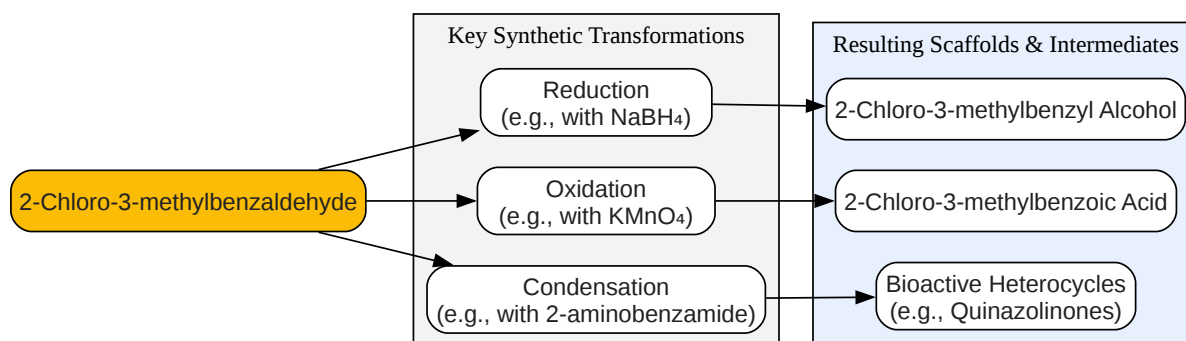 Key Synthetic Transformations
Resulting Scaffolds & Intermediates
2-Chloro-3-methylbenzaldehyde
Reduction
(e.g., with NaBH₄)
2-Chloro-3-methylbenzyl Alcohol
Oxidation
(e.g., with KMnO₄)
2-Chloro-3-methylbenzoic Acid
Condensation
(e.g., with 2-aminobenzamide)
Bioactive Heterocycles
(e.g., Quinazolinones)